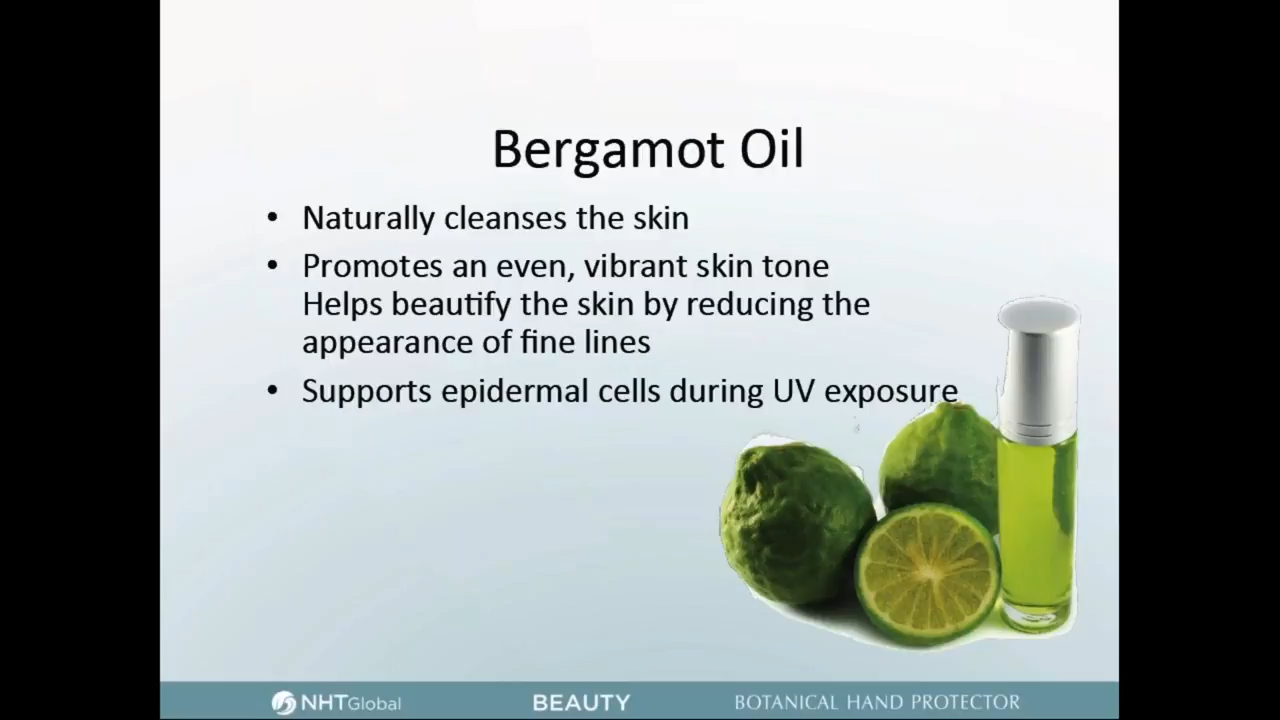 Bergamot Oil
• Naturally cleanses the skin
• Promotes an even, vibrant skin tone
Helps beautify the skin by reducing the
appearance of fine lines
• Supports epidermal cells during UV exposure
NHTGlobal BEAUTY BOTANICAL HAND PROTECTOR